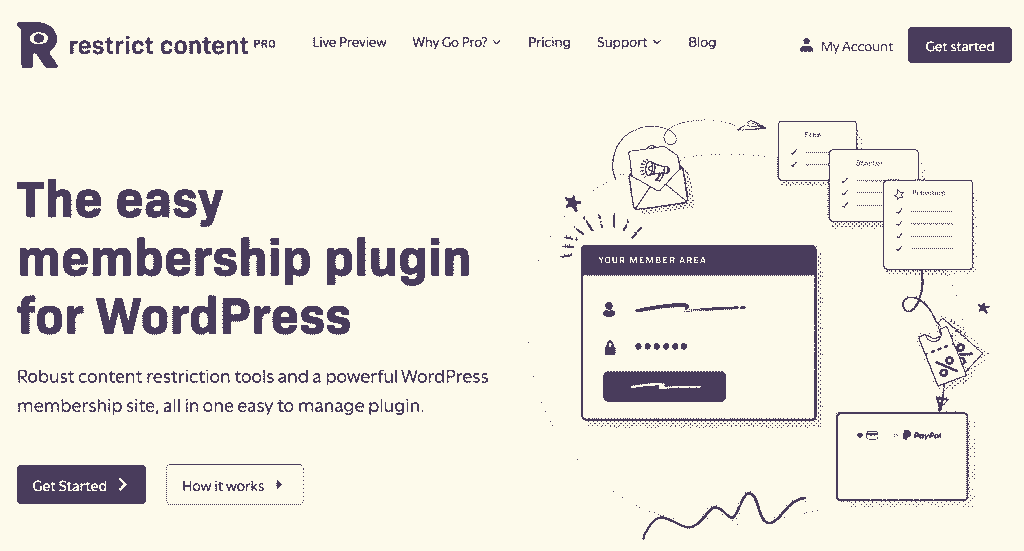 restrict content PRO
Live Preview
Why Go Pro?
Pricing
Support
Blog
My Account
Get started
The easy
membership plugin
for WordPress
Robust content restriction tools and a powerful WordPress
membership site, all in one easy to manage plugin.
Get Started
How it works
YOUR MEMBER AREA
Starter
%
%
PayPal